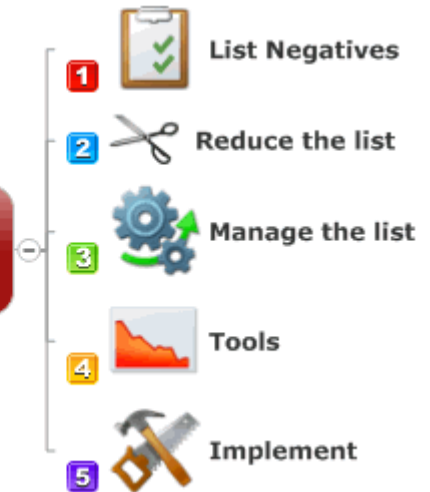 1 List Negatives
2 Reduce the list
3 Manage the list
4 Tools
5 Implement